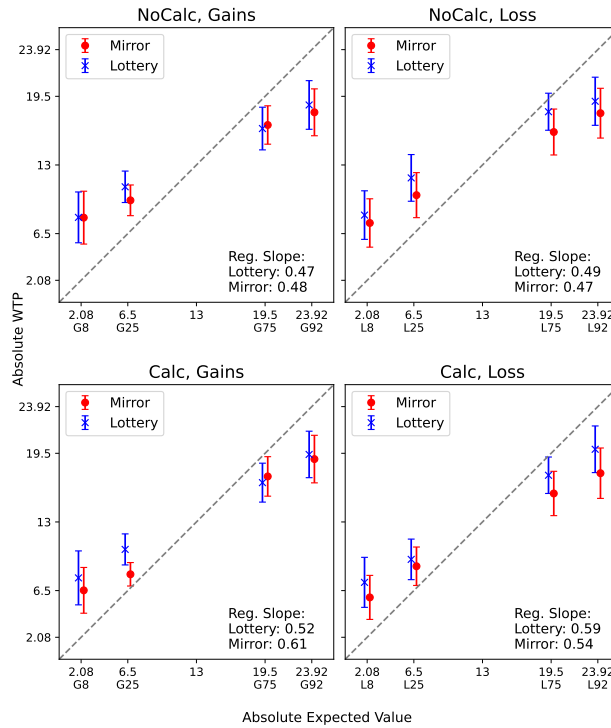 NoCalc, Gains
23.92
19.5
13
6.5
2.08
Mirror
Lottery
Reg. Slope:
Lottery: 0.47
Mirror: 0.48
2.08
G8
6.5
G25
13
19.5
G75
23.92
G92
NoCalc, Loss
Mirror
Lottery
Reg. Slope:
Lottery: 0.49
Mirror: 0.47
2.08
L8
6.5
L25
13
19.5
L75
23.92
L92
Absolute WTP
Calc, Gains
23.92
19.5
13
6.5
2.08
Mirror
Lottery
Reg. Slope:
Lottery: 0.52
Mirror: 0.61
2.08
G8
6.5
G25
13
19.5
G75
23.92
G92
Calc, Loss
Mirror
Lottery
Reg. Slope:
Lottery: 0.59
Mirror: 0.54
2.08
L8
6.5
L25
13
19.5
L75
23.92
L92
Absolute Expected Value